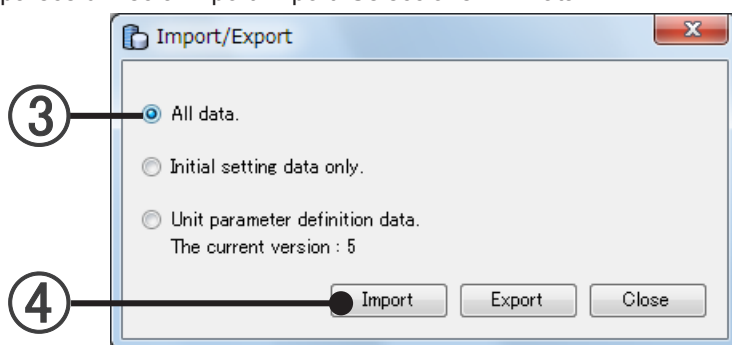 Import/Export
③
All data.
Initial setting data only.
Unit parameter definition data.
The current version : 5
④
Import
Export
Close